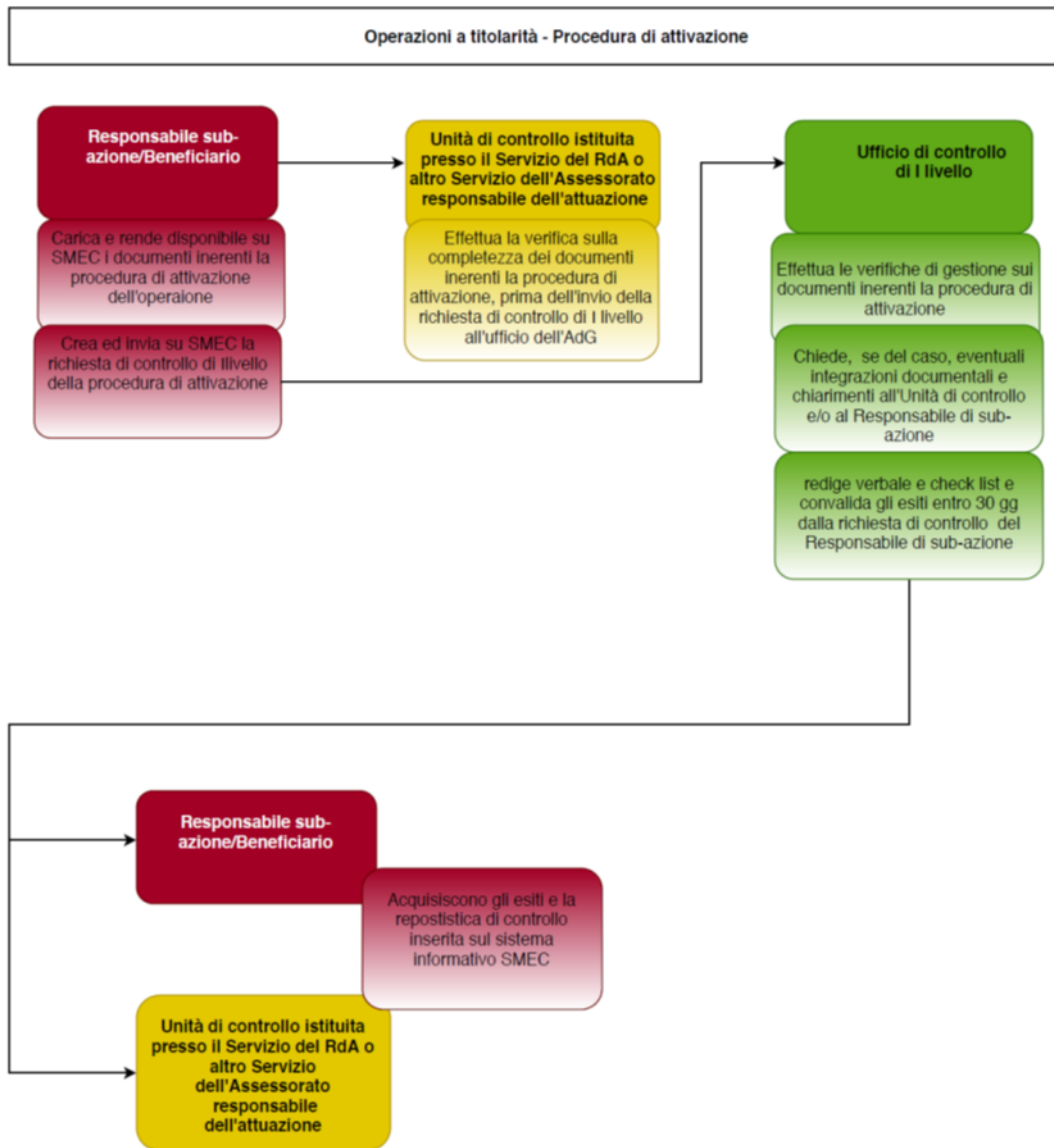 Operazioni a titolarità - Procedura di attivazione
Responsabile sub-
azione/Beneficiario
Carica e rende disponibile su
SMEC i documenti inerenti la
procedura di attivazione
dell'operaione
Crea ed invia su SMEC la
richiesta di controllo di Ilivello
della procedura di attivazione
Unità di controllo istituita
presso il Servizio del RdA o
altro Servizio dell'Assessorato
responsabile dell'attuazione
Effettua la verifica sulla
completezza dei documenti
inerenti la procedura di
attivazione, prima dell'invio della
richiesta di controllo di I livello
all'ufficio dell'AdG
Ufficio di controllo
di I livello
Effettua le verifiche di gestione sui
documenti inerenti la procedura di
attivazione
Chiede, se del caso, eventuali
integrazioni documentali e
chiarimenti all'Unità di controllo
e/o al Responsabile di sub-
azione
redige verbale e check list e
convalida gli esiti entro 30 gg
dalla richiesta di controllo del
Responsabile di sub-azione
Responsabile sub-
azione/Beneficiario
Acquisiscono gli esiti e la
repostistica di controllo
inserita sul sistema
informativo SMEC
Unità di controllo istituita
presso il Servizio del RdA o
altro Servizio
dell'Assessorato
responsabile
dell'attuazione